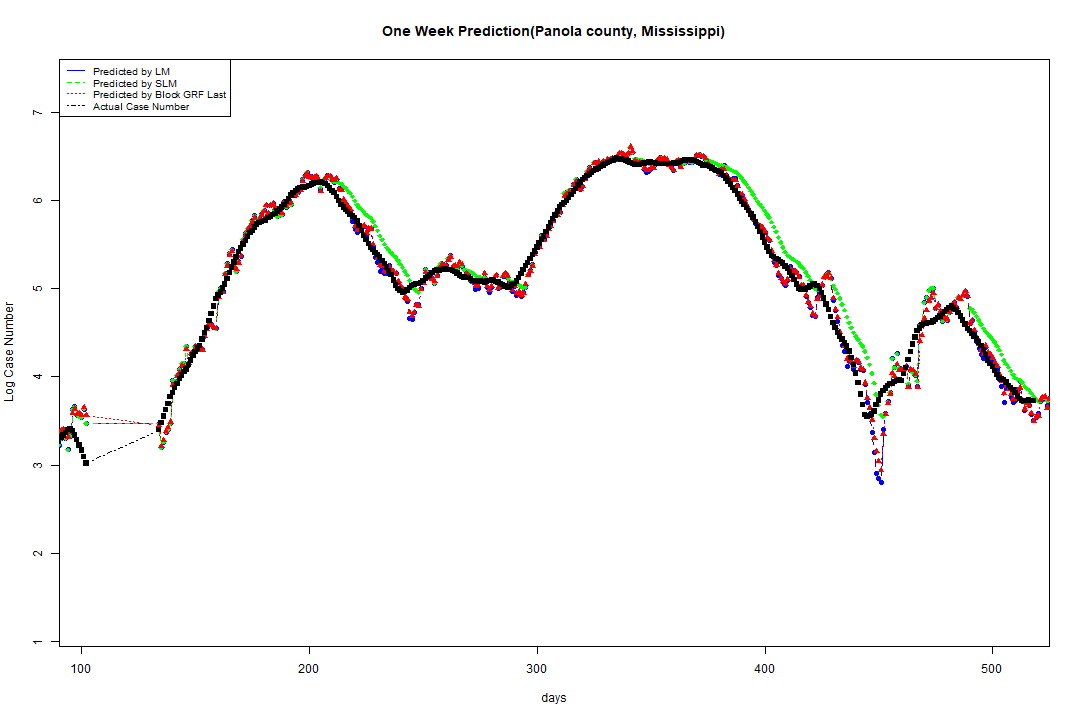 One Week Prediction(Panola county, Mississippi)
Predicted by LM
Predicted by SLM
Predicted by Block GRF Last
Actual Case Number
Log Case Number
7
6
5
4
3
2
1
100 200 300 400 500
days